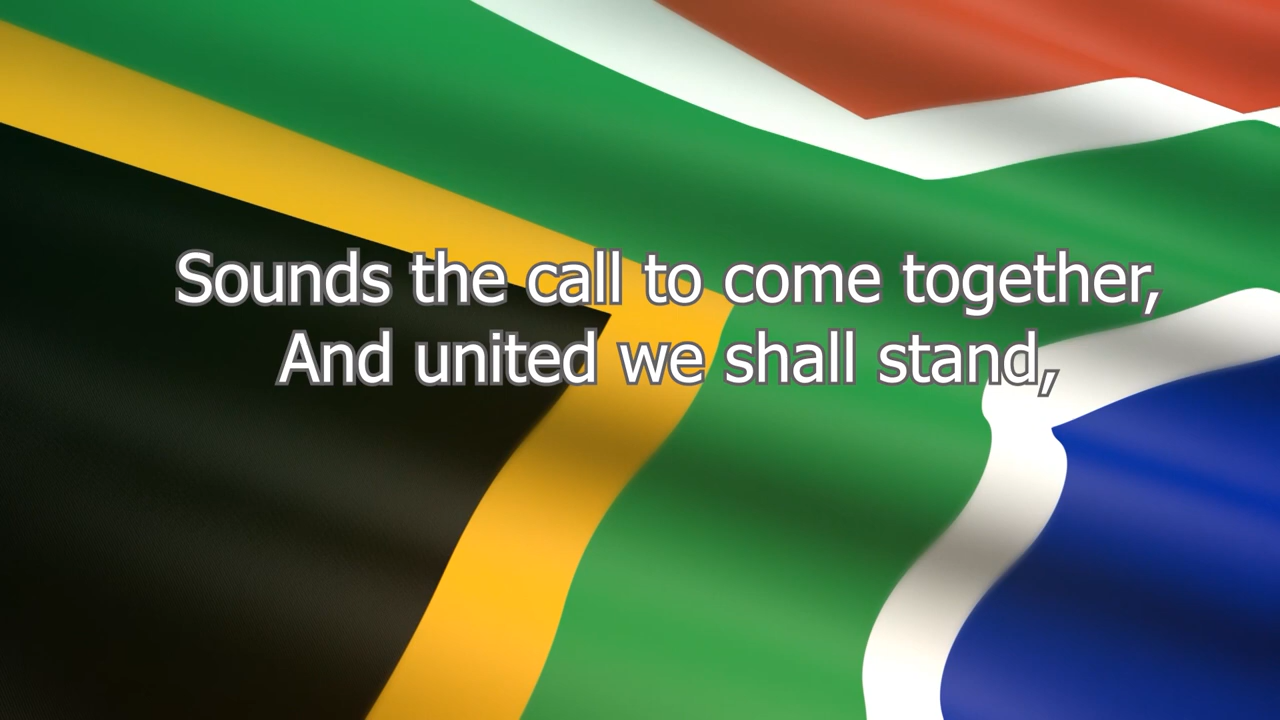 Sounds the call to come together,
And united we shall stand,